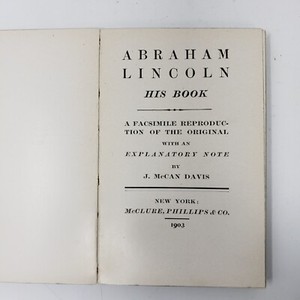 ABRAHAM
LINCOLN
HIS BOOK
A FACSIMILE REPRODUC-
TION OF THE ORIGINAL
WITH AN
EXPLANATORY NOTE
BY
J. McCAN DAVIS
NEW YORK:
McCLURE, PHILLIPS & CO.
1903